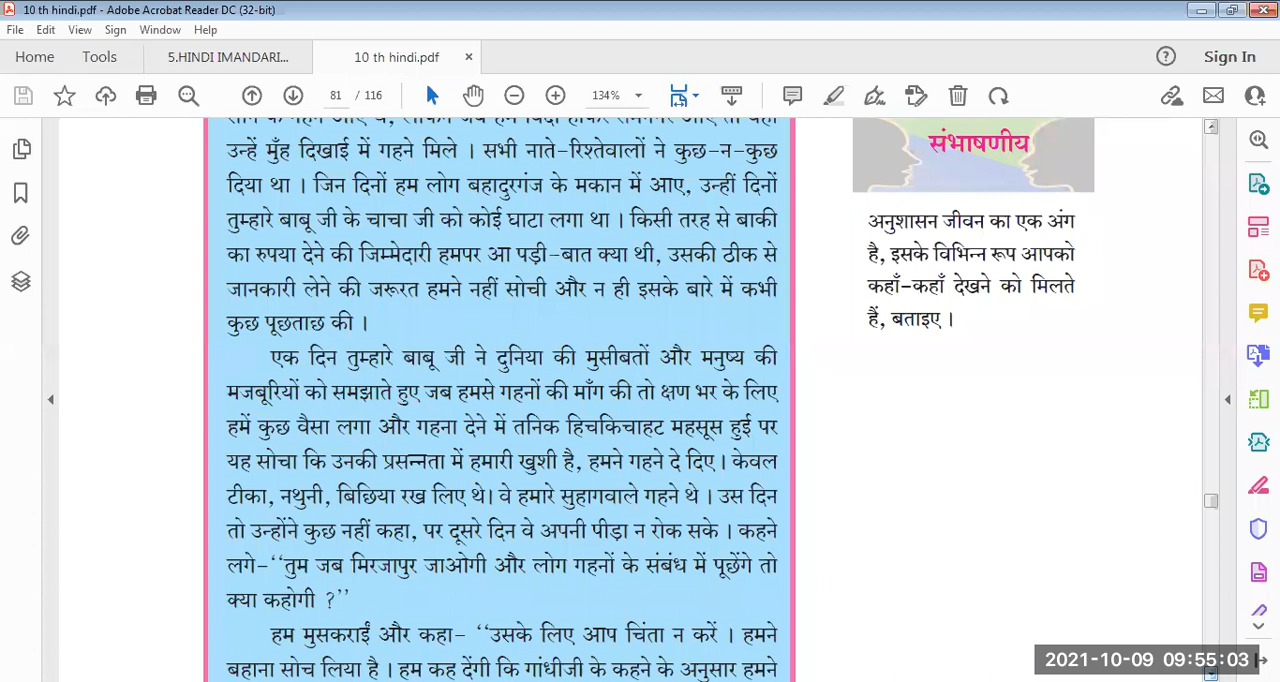 10 th hindi.pdf - Adobe Acrobat Reader DC (32-bit)
File Edit View Sign Window Help
Home Tools 5.HINDI IMANDARI... 10 th hindi.pdf × Sign In
81 / 116 134%
उन्हें मुँह दिखाई में गहने मिले । सभी नाते-रिश्तेवालों ने कुछ-न-कुछ
दिया था । जिन दिनों हम लोग बहादुरगंज के मकान में आए, उन्हीं दिनों
तुम्हारे बाबू जी के चाचा जी को कोई घाटा लगा था । किसी तरह से बाकी
का रुपया देने की जिम्मेदारी हमपर आ पड़ी-बात क्या थी, उसकी ठीक से
जानकारी लेने की जरूरत हमने नहीं सोची और न ही इसके बारे में कभी
कुछ पूछताछ की ।
एक दिन तुम्हारे बाबू जी ने दुनिया की मुसीबतों और मनुष्य की
मजबूरियों को समझाते हुए जब हमसे गहनों की माँग की तो क्षण भर के लिए
हमें कुछ वैसा लगा और गहना देने में तनिक हिचकिचाहट महसूस हुई पर
यह सोचा कि उनकी प्रसन्नता में हमारी खुशी है, हमने गहने दे दिए। केवल
टीका, नथुनी, बिछिया रख लिए थे। वे हमारे सुहागवाले गहने थे । उस दिन
तो उन्होंने कुछ नहीं कहा, पर दूसरे दिन वे अपनी पीड़ा न रोक सके । कहने
लगे-‘‘तुम जब मिरजापुर जाओगी और लोग गहनों के संबंध में पूछेंगे तो
क्या कहोगी ?’’
हम मुसकराईं और कहा- ‘‘उसके लिए आप चिंता न करें । हमने
बहाना सोच लिया है । हम कह देंगी कि गांधीजी के कहने के अनुसार हमने
संभाषणीय
अनुशासन जीवन का एक अंग
है, इसके विभिन्न रूप आपको
कहाँ-कहाँ देखने को मिलते
हैं, बताइए ।
2021-10-09 09:55:03